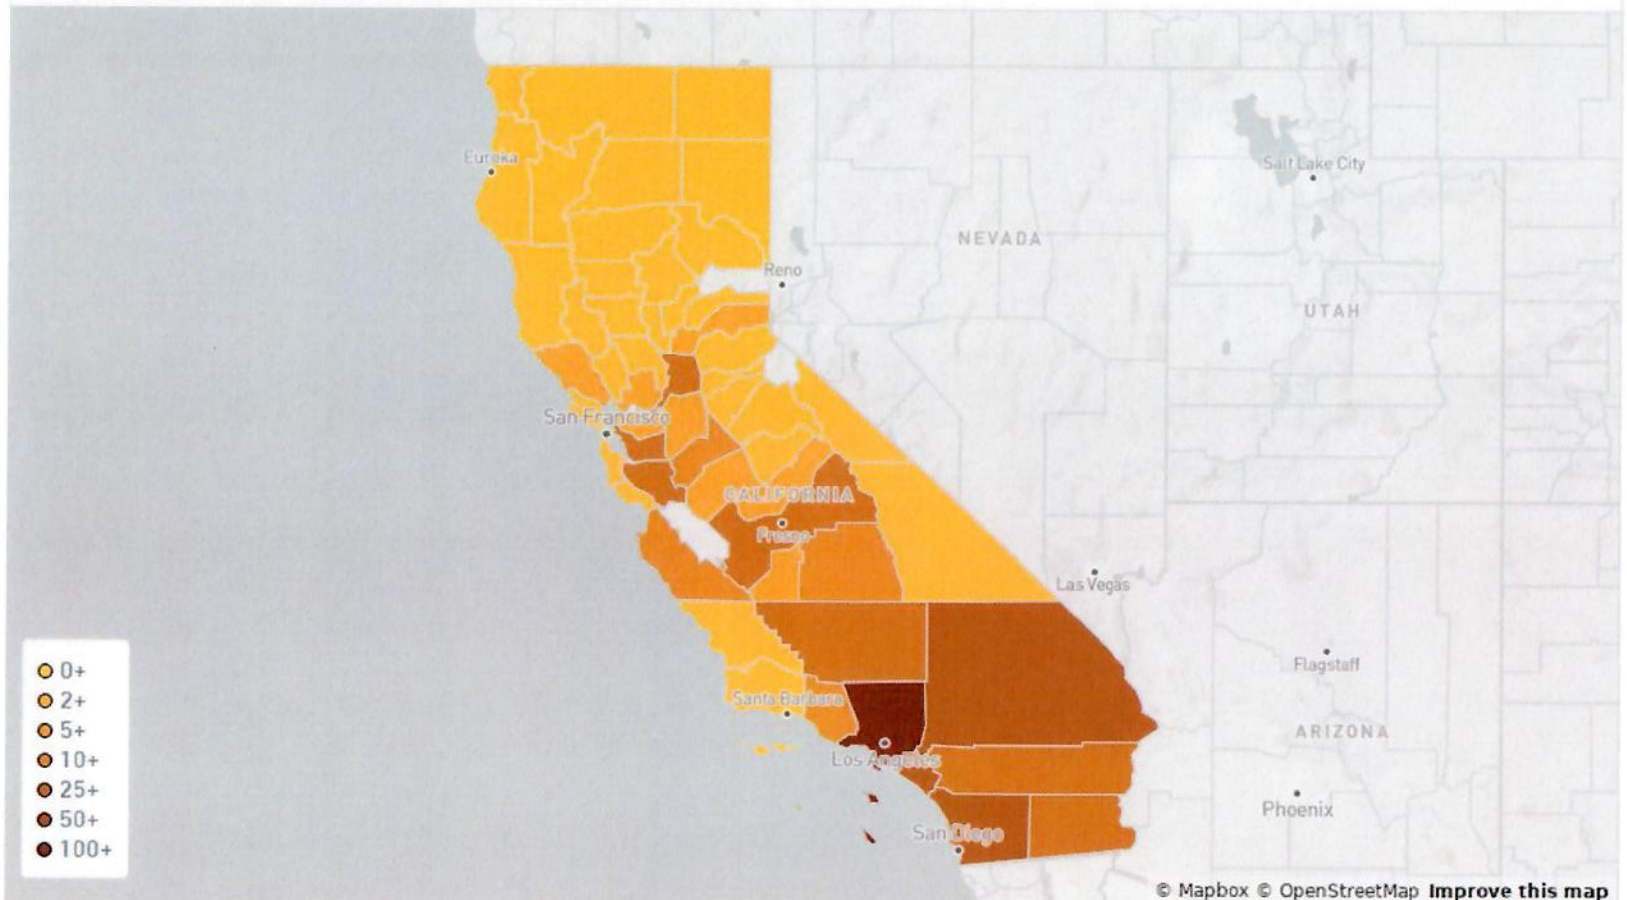 Eureka
Salt Lake City
NEVADA
Reno
UTAH
San Francisco
CALIFORNIA
Fresno
Las Vegas
0+
2+
5+
10+
25+
50+
100+
Flagstaff
Santa Barbara
ARIZONA
Los Angeles
Phoenix
San Diego
© Mapbox © OpenStreetMap Improve this map